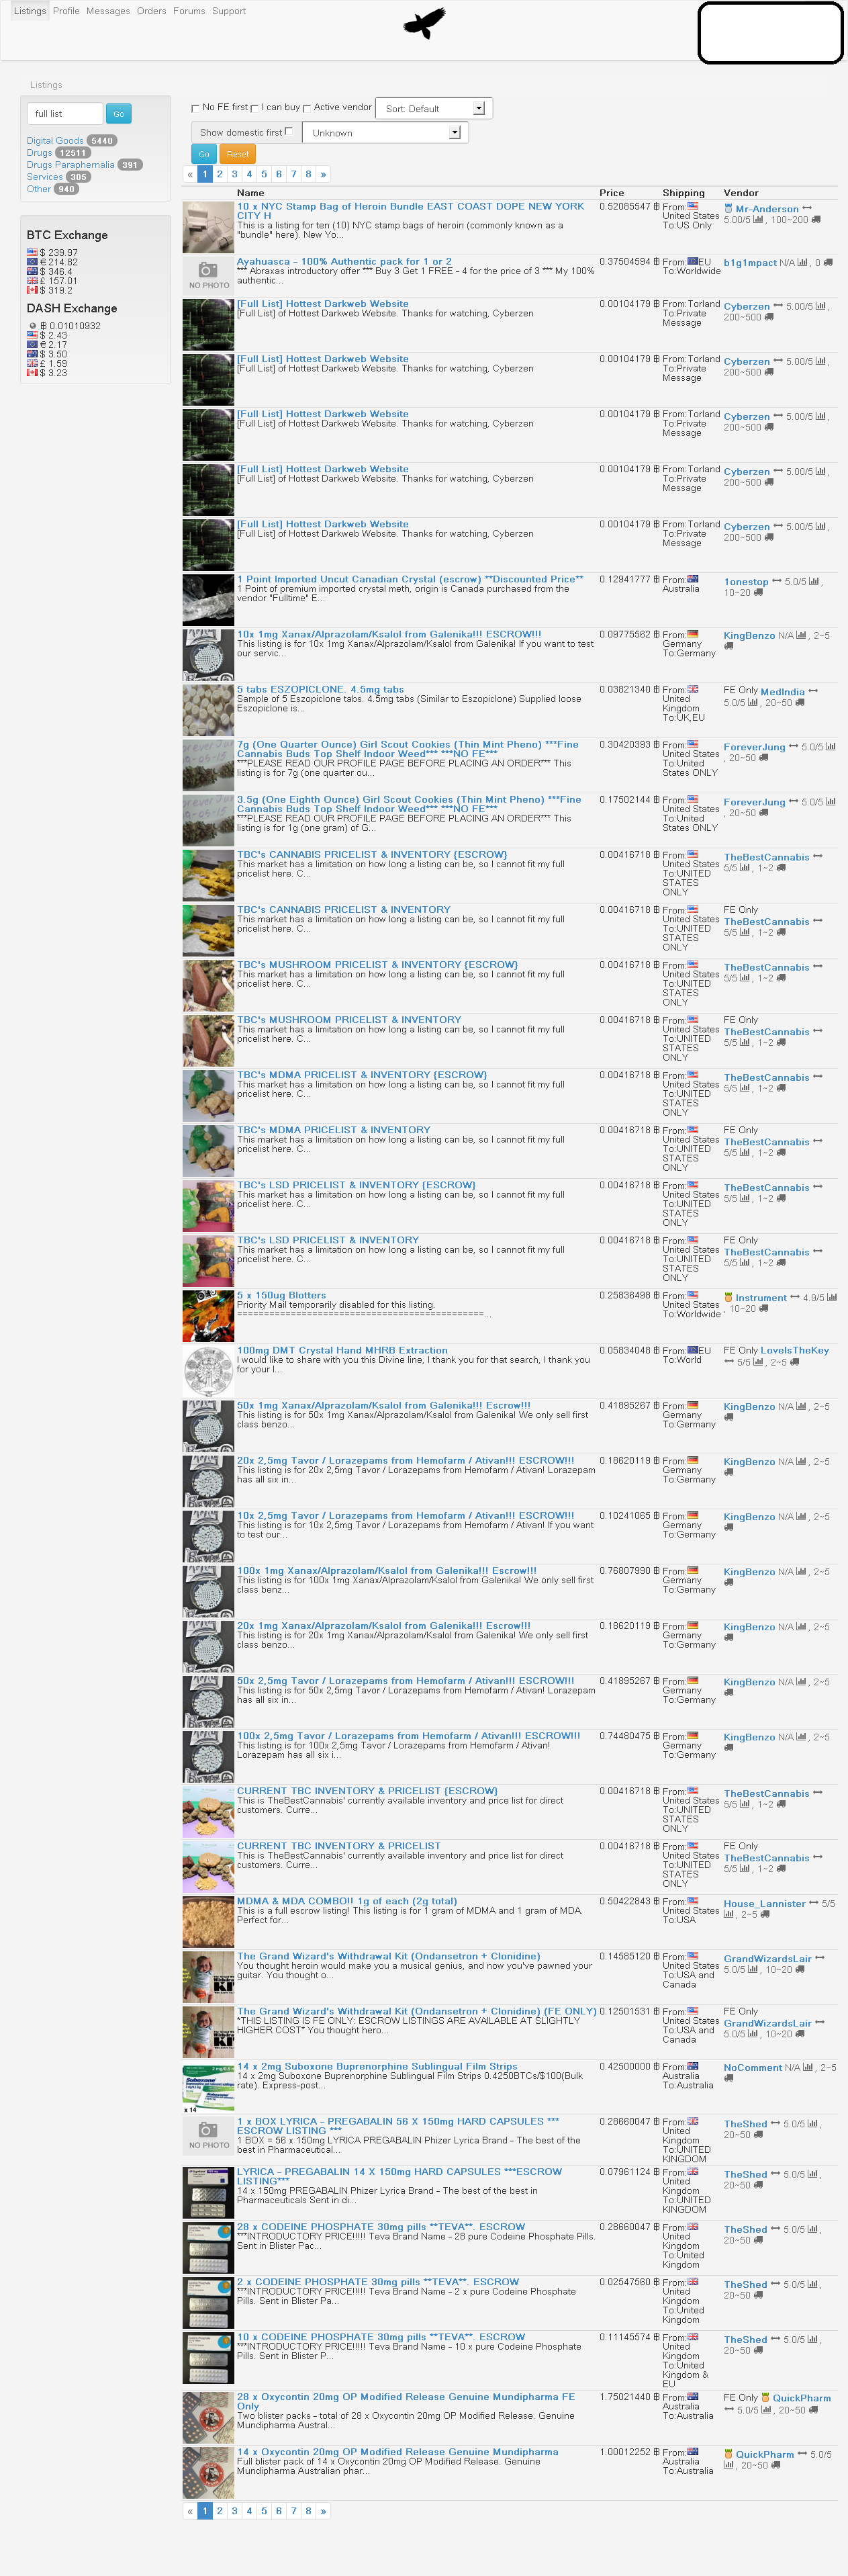 Listings Profile Messages Orders Forums Support
Listings
full list Go
Digital Goods 5440
Drugs 12511
Drugs Paraphernalia 391
Services 305
Other 940
BTC Exchange
$ 239.97
€ 214.82
$ 346.4
£ 157.01
$ 319.2
DASH Exchange
฿ 0.01010932
$ 2.43
€ 2.17
$ 3.50
£ 1.59
$ 3.23
No FE first I can buy Active vendor Sort: Default
Show domestic first Unknown
Go Reset
« 1 2 3 4 5 6 7 8 »
Name Price Shipping Vendor
10 x NYC Stamp Bag of Heroin Bundle EAST COAST DOPE NEW YORK
CITY H
This is a listing for ten (10) NYC stamp bags of heroin (commonly known as a
"bundle" here). New Yo...
0.52085547 ฿
From:
United States
To:US Only
Mr-Anderson
5.00/5 , 100~200
Ayahuasca - 100% Authentic pack for 1 or 2
*** Abraxas introductory offer *** Buy 3 Get 1 FREE - 4 for the price of 3 *** My 100%
authentic...
0.37504594 ฿
From: EU
To:Worldwide
b1g1mpact N/A , 0
NO PHOTO
[Full List] Hottest Darkweb Website
[Full List] of Hottest Darkweb Website. Thanks for watching, Cyberzen
0.00104179 ฿
From:Torland
To:Private
Message
Cyberzen 5.00/5 ,
200~500
[Full List] Hottest Darkweb Website
[Full List] of Hottest Darkweb Website. Thanks for watching, Cyberzen
0.00104179 ฿
From:Torland
To:Private
Message
Cyberzen 5.00/5 ,
200~500
[Full List] Hottest Darkweb Website
[Full List] of Hottest Darkweb Website. Thanks for watching, Cyberzen
0.00104179 ฿
From:Torland
To:Private
Message
Cyberzen 5.00/5 ,
200~500
[Full List] Hottest Darkweb Website
[Full List] of Hottest Darkweb Website. Thanks for watching, Cyberzen
0.00104179 ฿
From:Torland
To:Private
Message
Cyberzen 5.00/5 ,
200~500
[Full List] Hottest Darkweb Website
[Full List] of Hottest Darkweb Website. Thanks for watching, Cyberzen
0.00104179 ฿
From:Torland
To:Private
Message
Cyberzen 5.00/5 ,
200~500
1 Point Imported Uncut Canadian Crystal (escrow) **Discounted Price**
1 Point of premium imported crystal meth, origin is Canada purchased from the
vendor "Fulltime" E...
0.12941777 ฿
From:
Australia
1onestop 5.0/5 ,
10~20
10x 1mg Xanax/Alprazolam/Ksalol from Galenika!!! ESCROW!!!
This listing is for 10x 1mg Xanax/Alprazolam/Ksalol from Galenika! If you want to test
our servic...
0.09775562 ฿
From:
Germany
To:Germany
KingBenzo N/A , 2~5
5 tabs ESZOPICLONE. 4.5mg tabs
Sample of 5 Eszopiclone tabs. 4.5mg tabs (Similar to Eszopiclone) Supplied loose
Eszopiclone is...
0.03821340 ฿
From:
United
Kingdom
To:UK,EU
FE Only MedIndia
5.0/5 , 20~50
7g (One Quarter Ounce) Girl Scout Cookies (Thin Mint Pheno) ***Fine
Cannabis Buds Top Shelf Indoor Weed*** ***NO FE***
***PLEASE READ OUR PROFILE PAGE BEFORE PLACING AN ORDER*** This
listing is for 7g (one quarter ou...
0.30420393 ฿
From:
United States
To:United
States ONLY
ForeverJung 5.0/5
, 20~50
3.5g (One Eighth Ounce) Girl Scout Cookies (Thin Mint Pheno) ***Fine
Cannabis Buds Top Shelf Indoor Weed*** ***NO FE***
***PLEASE READ OUR PROFILE PAGE BEFORE PLACING AN ORDER*** This
listing is for 1g (one gram) of G...
0.17502144 ฿
From:
United States
To:United
States ONLY
ForeverJung 5.0/5
, 20~50
TBC's CANNABIS PRICELIST & INVENTORY {ESCROW}
This market has a limitation on how long a listing can be, so I cannot fit my full
pricelist here. C...
0.00416718 ฿
From:
United States
To:UNITED
STATES
ONLY
TheBestCannabis
5/5 , 1~2
TBC's CANNABIS PRICELIST & INVENTORY
This market has a limitation on how long a listing can be, so I cannot fit my full
pricelist here. C...
0.00416718 ฿
From:
United States
To:UNITED
STATES
ONLY
FE Only
TheBestCannabis
5/5 , 1~2
TBC's MUSHROOM PRICELIST & INVENTORY {ESCROW}
This market has a limitation on how long a listing can be, so I cannot fit my full
pricelist here. C...
0.00416718 ฿
From:
United States
To:UNITED
STATES
ONLY
TheBestCannabis
5/5 , 1~2
TBC's MUSHROOM PRICELIST & INVENTORY
This market has a limitation on how long a listing can be, so I cannot fit my full
pricelist here. C...
0.00416718 ฿
From:
United States
To:UNITED
STATES
ONLY
FE Only
TheBestCannabis
5/5 , 1~2
TBC's MDMA PRICELIST & INVENTORY {ESCROW}
This market has a limitation on how long a listing can be, so I cannot fit my full
pricelist here. C...
0.00416718 ฿
From:
United States
To:UNITED
STATES
ONLY
TheBestCannabis
5/5 , 1~2
TBC's MDMA PRICELIST & INVENTORY
This market has a limitation on how long a listing can be, so I cannot fit my full
pricelist here. C...
0.00416718 ฿
From:
United States
To:UNITED
STATES
ONLY
FE Only
TheBestCannabis
5/5 , 1~2
TBC's LSD PRICELIST & INVENTORY {ESCROW}
This market has a limitation on how long a listing can be, so I cannot fit my full
pricelist here. C...
0.00416718 ฿
From:
United States
To:UNITED
STATES
ONLY
TheBestCannabis
5/5 , 1~2
TBC's LSD PRICELIST & INVENTORY
This market has a limitation on how long a listing can be, so I cannot fit my full
pricelist here. C...
0.00416718 ฿
From:
United States
To:UNITED
STATES
ONLY
FE Only
TheBestCannabis
5/5 , 1~2
5 x 150ug Blotters
Priority Mail temporarily disabled for this listing.
===============================================...
0.25836498 ฿
From:
United States
To:Worldwide
Instrument 4.9/5
, 10~20
100mg DMT Crystal Hand MHRB Extraction
I would like to share with you this Divine line, I thank you for that search, I thank you
for your l...
0.05834048 ฿
From: EU
To:World
FE Only LoveIsTheKey
5/5 , 2~5
50x 1mg Xanax/Alprazolam/Ksalol from Galenika!!! Escrow!!!
This listing is for 50x 1mg Xanax/Alprazolam/Ksalol from Galenika! We only sell first
class benzo...
0.41895267 ฿
From:
Germany
To:Germany
KingBenzo N/A , 2~5
20x 2,5mg Tavor / Lorazepams from Hemofarm / Ativan!!! ESCROW!!!
This listing is for 20x 2,5mg Tavor / Lorazepams from Hemofarm / Ativan! Lorazepam
has all six in...
0.18620119 ฿
From:
Germany
To:Germany
KingBenzo N/A , 2~5
10x 2,5mg Tavor / Lorazepams from Hemofarm / Ativan!!! ESCROW!!!
This listing is for 10x 2,5mg Tavor / Lorazepams from Hemofarm / Ativan! If you want
to test our...
0.10241065 ฿
From:
Germany
To:Germany
KingBenzo N/A , 2~5
100x 1mg Xanax/Alprazolam/Ksalol from Galenika!!! Escrow!!!
This listing is for 100x 1mg Xanax/Alprazolam/Ksalol from Galenika! We only sell first
class benz...
0.76807990 ฿
From:
Germany
To:Germany
KingBenzo N/A , 2~5
20x 1mg Xanax/Alprazolam/Ksalol from Galenika!!! Escrow!!!
This listing is for 20x 1mg Xanax/Alprazolam/Ksalol from Galenika! We only sell first
class benzo...
0.18620119 ฿
From:
Germany
To:Germany
KingBenzo N/A , 2~5
50x 2,5mg Tavor / Lorazepams from Hemofarm / Ativan!!! ESCROW!!!
This listing is for 50x 2,5mg Tavor / Lorazepams from Hemofarm / Ativan! Lorazepam
has all six in...
0.41895267 ฿
From:
Germany
To:Germany
KingBenzo N/A , 2~5
100x 2,5mg Tavor / Lorazepams from Hemofarm / Ativan!!! ESCROW!!!
This listing is for 100x 2,5mg Tavor / Lorazepams from Hemofarm / Ativan!
Lorazepam has all six i...
0.74480475 ฿
From:
Germany
To:Germany
KingBenzo N/A , 2~5
CURRENT TBC INVENTORY & PRICELIST {ESCROW}
This is TheBestCannabis' currently available inventory and price list for direct
customers. Curre...
0.00416718 ฿
From:
United States
To:UNITED
STATES
ONLY
TheBestCannabis
5/5 , 1~2
CURRENT TBC INVENTORY & PRICELIST
This is TheBestCannabis' currently available inventory and price list for direct
customers. Curre...
0.00416718 ฿
From:
United States
To:UNITED
STATES
ONLY
FE Only
TheBestCannabis
5/5 , 1~2
MDMA & MDA COMBO!! 1g of each (2g total)
This is a full escrow listing! This listing is for 1 gram of MDMA and 1 gram of MDA.
Perfect for...
0.50422843 ฿
From:
United States
To:USA
House_Lannister 5/5
, 2~5
The Grand Wizard's Withdrawal Kit (Ondansetron + Clonidine)
You thought heroin would make you a musical genius, and now you've pawned your
guitar. You thought o...
0.14585120 ฿
From:
United States
To:USA and
Canada
GrandWizardsLair
5.0/5 , 10~20
The Grand Wizard's Withdrawal Kit (Ondansetron + Clonidine) (FE ONLY)
*THIS LISTING IS FE ONLY: ESCROW LISTINGS ARE AVAILABLE AT SLIGHTLY
HIGHER COST* You thought hero...
0.12501531 ฿
From:
United States
To:USA and
Canada
FE Only
GrandWizardsLair
5.0/5 , 10~20
14 x 2mg Suboxone Buprenorphine Sublingual Film Strips
14 x 2mg Suboxone Buprenorphine Sublingual Film Strips 0.4250BTCs/$100(Bulk
rate). Express-post...
0.42500000 ฿
From:
Australia
To:Australia
NoComment N/A , 2~5
Suboxone
x 14
1 x BOX LYRICA - PREGABALIN 56 X 150mg HARD CAPSULES ***
ESCROW LISTING ***
1 BOX = 56 x 150mg LYRICA PREGABALIN Phizer Lyrica Brand - The best of the
best in Pharmaceutical...
0.28660047 ฿
From:
United
Kingdom
To:UNITED
KINGDOM
TheShed 5.0/5 ,
20~50
NO PHOTO
LYRICA - PREGABALIN 14 X 150mg HARD CAPSULES ***ESCROW
LISTING***
14 x 150mg PREGABALIN Phizer Lyrica Brand - The best of the best in
Pharmaceuticals Sent in di...
0.07961124 ฿
From:
United
Kingdom
To:UNITED
KINGDOM
TheShed 5.0/5 ,
20~50
28 x CODEINE PHOSPHATE 30mg pills **TEVA**. ESCROW
***INTRODUCTORY PRICE!!!!! Teva Brand Name - 28 pure Codeine Phosphate Pills.
Sent in Blister Pac...
0.28660047 ฿
From:
United
Kingdom
To:United
Kingdom
TheShed 5.0/5 ,
20~50
2 x CODEINE PHOSPHATE 30mg pills **TEVA**. ESCROW
***INTRODUCTORY PRICE!!!!! Teva Brand Name - 2 x pure Codeine Phosphate
Pills. Sent in Blister Pa...
0.02547560 ฿
From:
United
Kingdom
To:United
Kingdom
TheShed 5.0/5 ,
20~50
10 x CODEINE PHOSPHATE 30mg pills **TEVA**. ESCROW
***INTRODUCTORY PRICE!!!!! Teva Brand Name - 10 x pure Codeine Phosphate
Pills. Sent in Blister P...
0.11145574 ฿
From:
United
Kingdom
To:United
Kingdom &
EU
TheShed 5.0/5 ,
20~50
28 x Oxycontin 20mg OP Modified Release Genuine Mundipharma FE
Only
Two blister packs - total of 28 x Oxycontin 20mg OP Modified Release. Genuine
Mundipharma Austral...
1.75021440 ฿
From:
Australia
To:Australia
FE Only QuickPharm
5.0/5 , 20~50
14 x Oxycontin 20mg OP Modified Release Genuine Mundipharma
Full blister pack of 14 x Oxycontin 20mg OP Modified Release. Genuine
Mundipharma Australian phar...
1.00012252 ฿
From:
Australia
To:Australia
QuickPharm 5.0/5
, 20~50
« 1 2 3 4 5 6 7 8 »